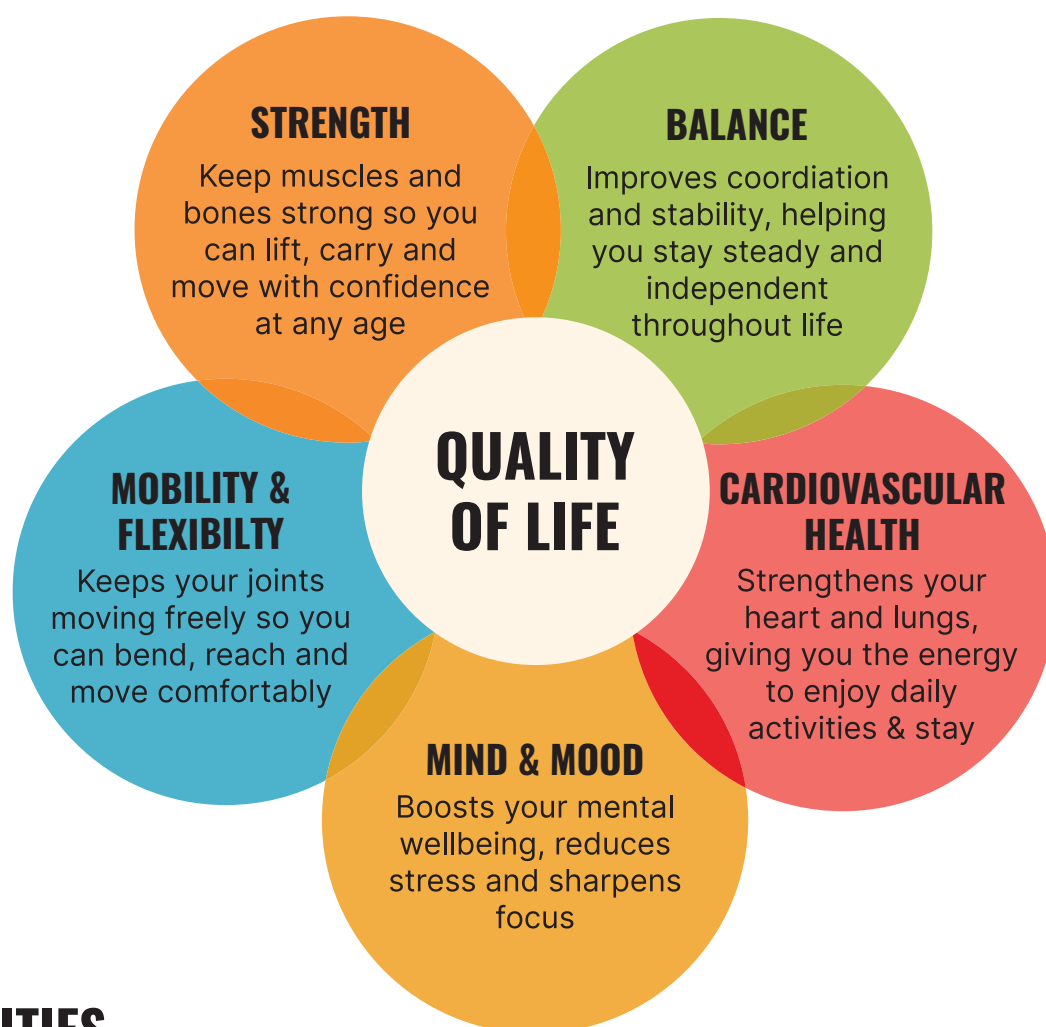 STRENGTH
Keep muscles and
bones strong so you
can lift, carry and
move with confidence
at any age
BALANCE
Improves coordiation
and stability, helping
you stay steady and
independent
throughout life
QUALITY
OF LIFE
MOBILITY &
FLEXIBILTY
Keeps your joints
moving freely so you
can bend, reach and
move comfortably
CARDIOVASCULAR
HEALTH
Strengthens your
heart and lungs,
giving you the energy
to enjoy daily
activities & stay
MIND & MOOD
Boosts your mental
wellbeing, reduces
stress and sharpens
focus